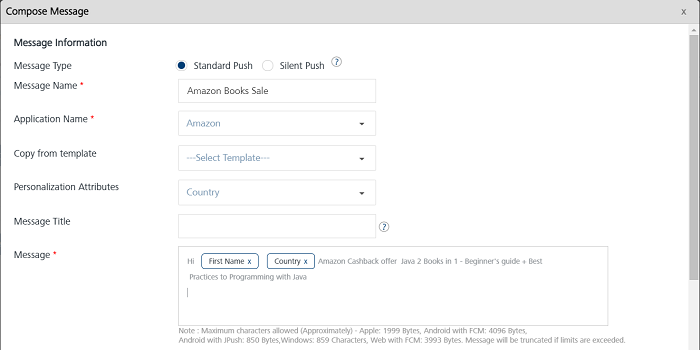 Compose Message x
Message Information
Message Type Standard Push Silent Push ?
Message Name * Amazon Books Sale
Application Name * Amazon
Copy from template ---Select Template---
Personalization Attributes Country
Message Title ?
Message * Hi First Name x Country x Amazon Cashback offer Java 2 Books in 1 - Beginner's guide + Best
Practices to Programming with Java
Note : Maximum characters allowed (Approximately) - Apple: 1999 Bytes, Android with FCM: 4096 Bytes,
Android with JPush: 850 Bytes,Windows: 859 Characters, Web with FCM: 3993 Bytes. Message will be truncated if limits are exceeded.